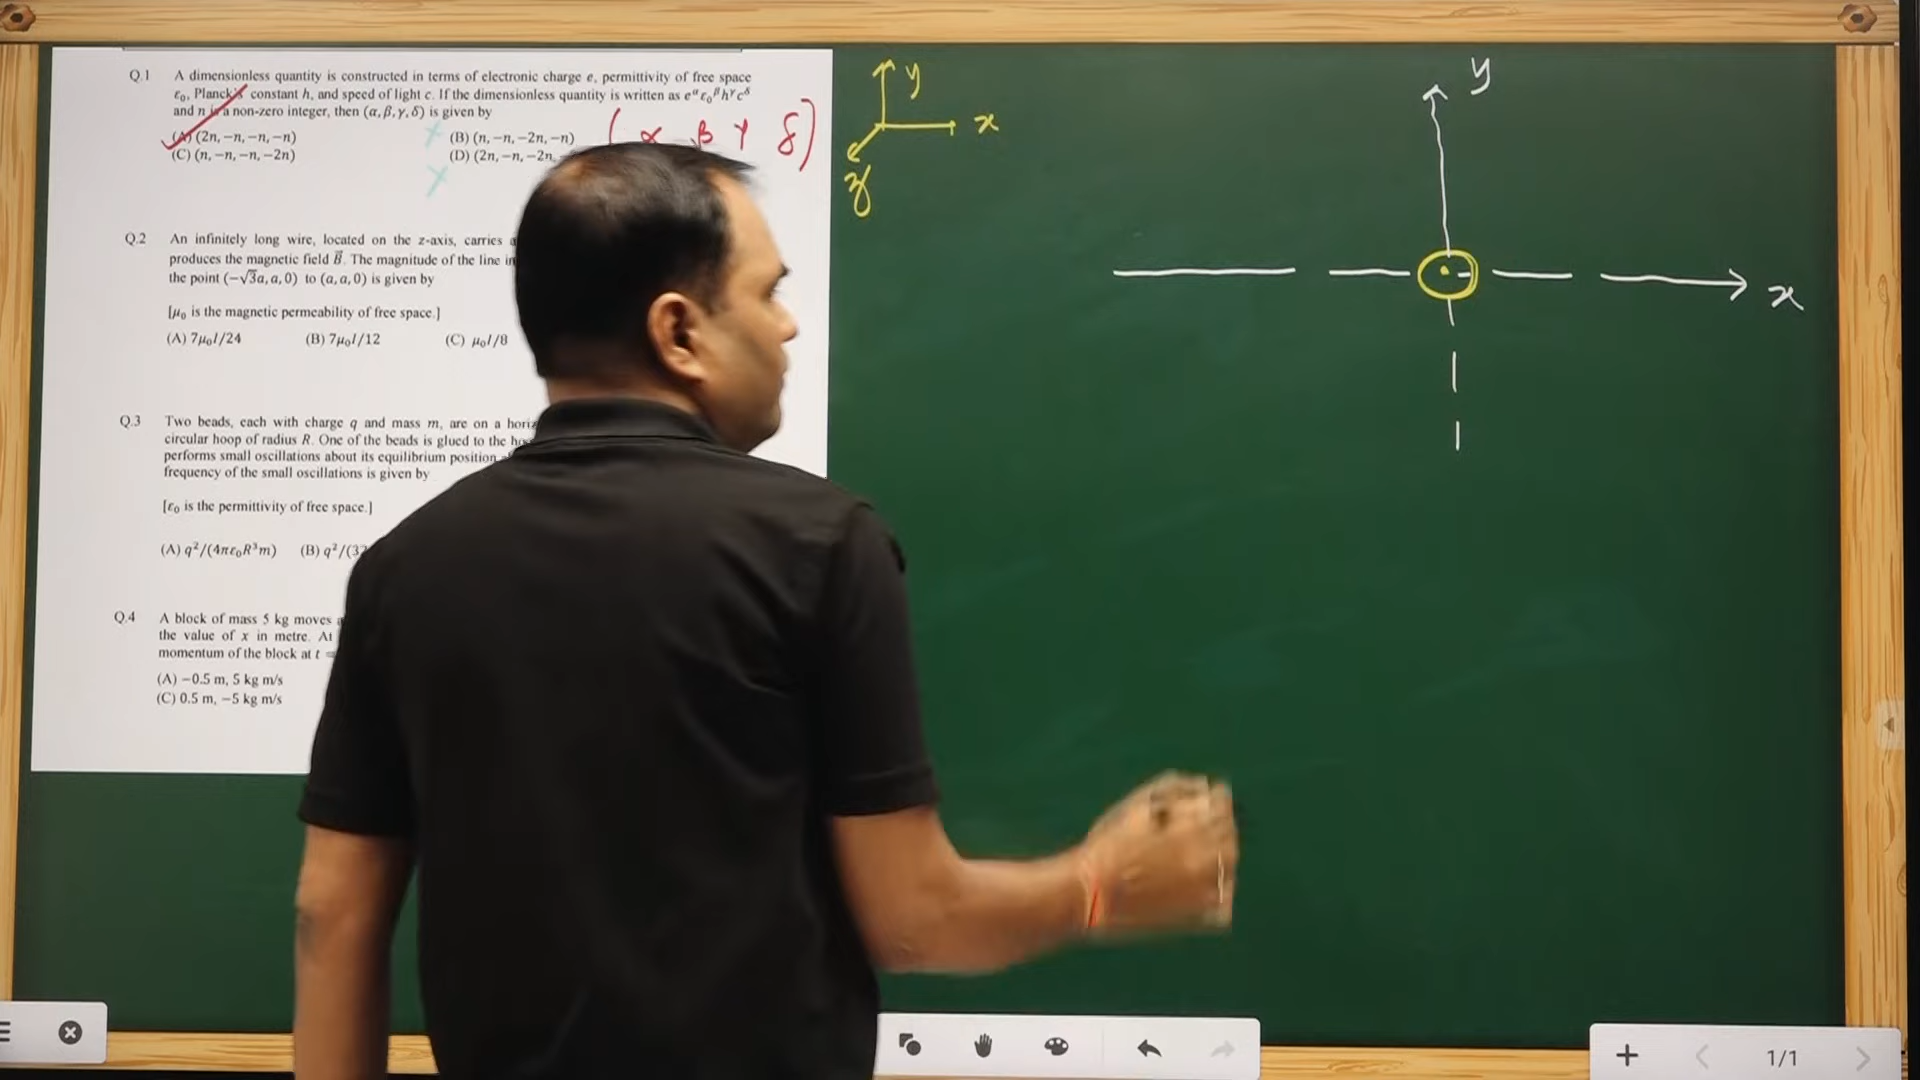 Q.1 A dimensionless quantity is constructed in terms of electronic charge e, permittivity of free space
ε₀, Planck's constant h, and speed of light c. If the dimensionless quantity is written as e^α ε₀^β h^γ c^δ
and n is a non-zero integer, then (α, β, γ, δ) is given by
(A) (2n, −n, −n, −n) (B) (n, −n, −2n, −n)
(C) (n, −n, −n, −2n) (D) (2n, −n, −2n,
( α β γ δ )
Q.2 An infinitely long wire, located on the z-axis, carries
produces the magnetic field B⃗. The magnitude of the line
the point (−√3a, a, 0) to (a, a, 0) is given by
[μ₀ is the magnetic permeability of free space.]
(A) 7μ₀I/24 (B) 7μ₀I/12 (C) μ₀I/8
Q.3 Two beads, each with charge q and mass m, are on a
circular hoop of radius R. One of the beads is glued to the
performs small oscillations about its equilibrium position
frequency of the small oscillations is given by
[ε₀ is the permittivity of free space.]
(A) q²/(4πε₀R³m) (B) q²/(32
Q.4 A block of mass 5 kg moves
the value of x in metre. At
momentum of the block at t =
(A) −0.5 m, 5 kg m/s
(C) 0.5 m, −5 kg m/s
y
x
z
y
x
1/1